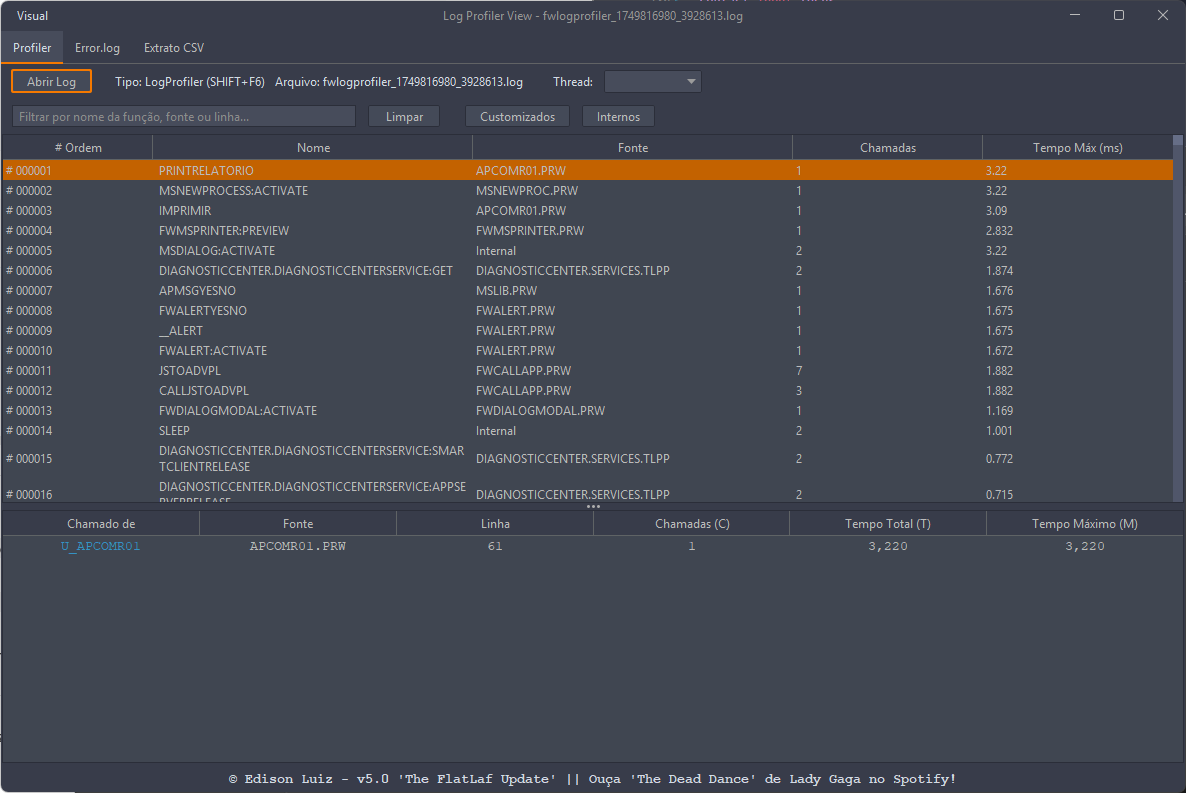 Visual Log Profiler View - fwlogprofiler_1749816980_3928613.log
Profiler Error.log Extrato CSV
Abrir Log Tipo: LogProfiler (SHIFT+F6) Arquivo: fwlogprofiler_1749816980_3928613.log Thread:
Filtrar por nome da função, fonte ou linha... Limpar Customizados Internos
# Ordem Nome Fonte Chamadas Tempo Máx (ms)
# 000001 PRINTRELATORIO APCOMR01.PRW 1 3.22
# 000002 MSNEWPROCESS:ACTIVATE MSNEWPROC.PRW 1 3.22
# 000003 IMPRIMIR APCOMR01.PRW 1 3.09
# 000004 FWMSPRINTER:PREVIEW FWMSPRINTER.PRW 1 2.832
# 000005 MSDIALOG:ACTIVATE Internal 2 3.22
# 000006 DIAGNOSTICCENTER.DIAGNOSTICCENTERSERVICE:GET DIAGNOSTICCENTER.SERVICES.TLPP 2 1.874
# 000007 APMSGYESNO MSLIB.PRW 1 1.676
# 000008 FWALERTYESNO FWALERT.PRW 1 1.675
# 000009 __ALERT FWALERT.PRW 1 1.675
# 000010 FWALERT:ACTIVATE FWALERT.PRW 1 1.672
# 000011 JSTOADVPL FWCALLAPP.PRW 7 1.882
# 000012 CALLJSTOADVPL FWCALLAPP.PRW 3 1.882
# 000013 FWDIALOGMODAL:ACTIVATE FWDIALOGMODAL.PRW 1 1.169
# 000014 SLEEP Internal 2 1.001
# 000015 DIAGNOSTICCENTER.DIAGNOSTICCENTERSERVICE:SMAR
TCLIENTRELEASE DIAGNOSTICCENTER.SERVICES.TLPP 2 0.772
# 000016 DIAGNOSTICCENTER.DIAGNOSTICCENTERSERVICE:APPSE
RVERRELEASE DIAGNOSTICCENTER.SERVICES.TLPP 2 0.715
Chamado de Fonte Linha Chamadas (C) Tempo Total (T) Tempo Máximo (M)
U_APCOMR01 APCOMR01.PRW 61 1 3,220 3,220
© Edison Luiz - v5.0 'The FlatLaf Update' || Ouça 'The Dead Dance' de Lady Gaga no Spotify!